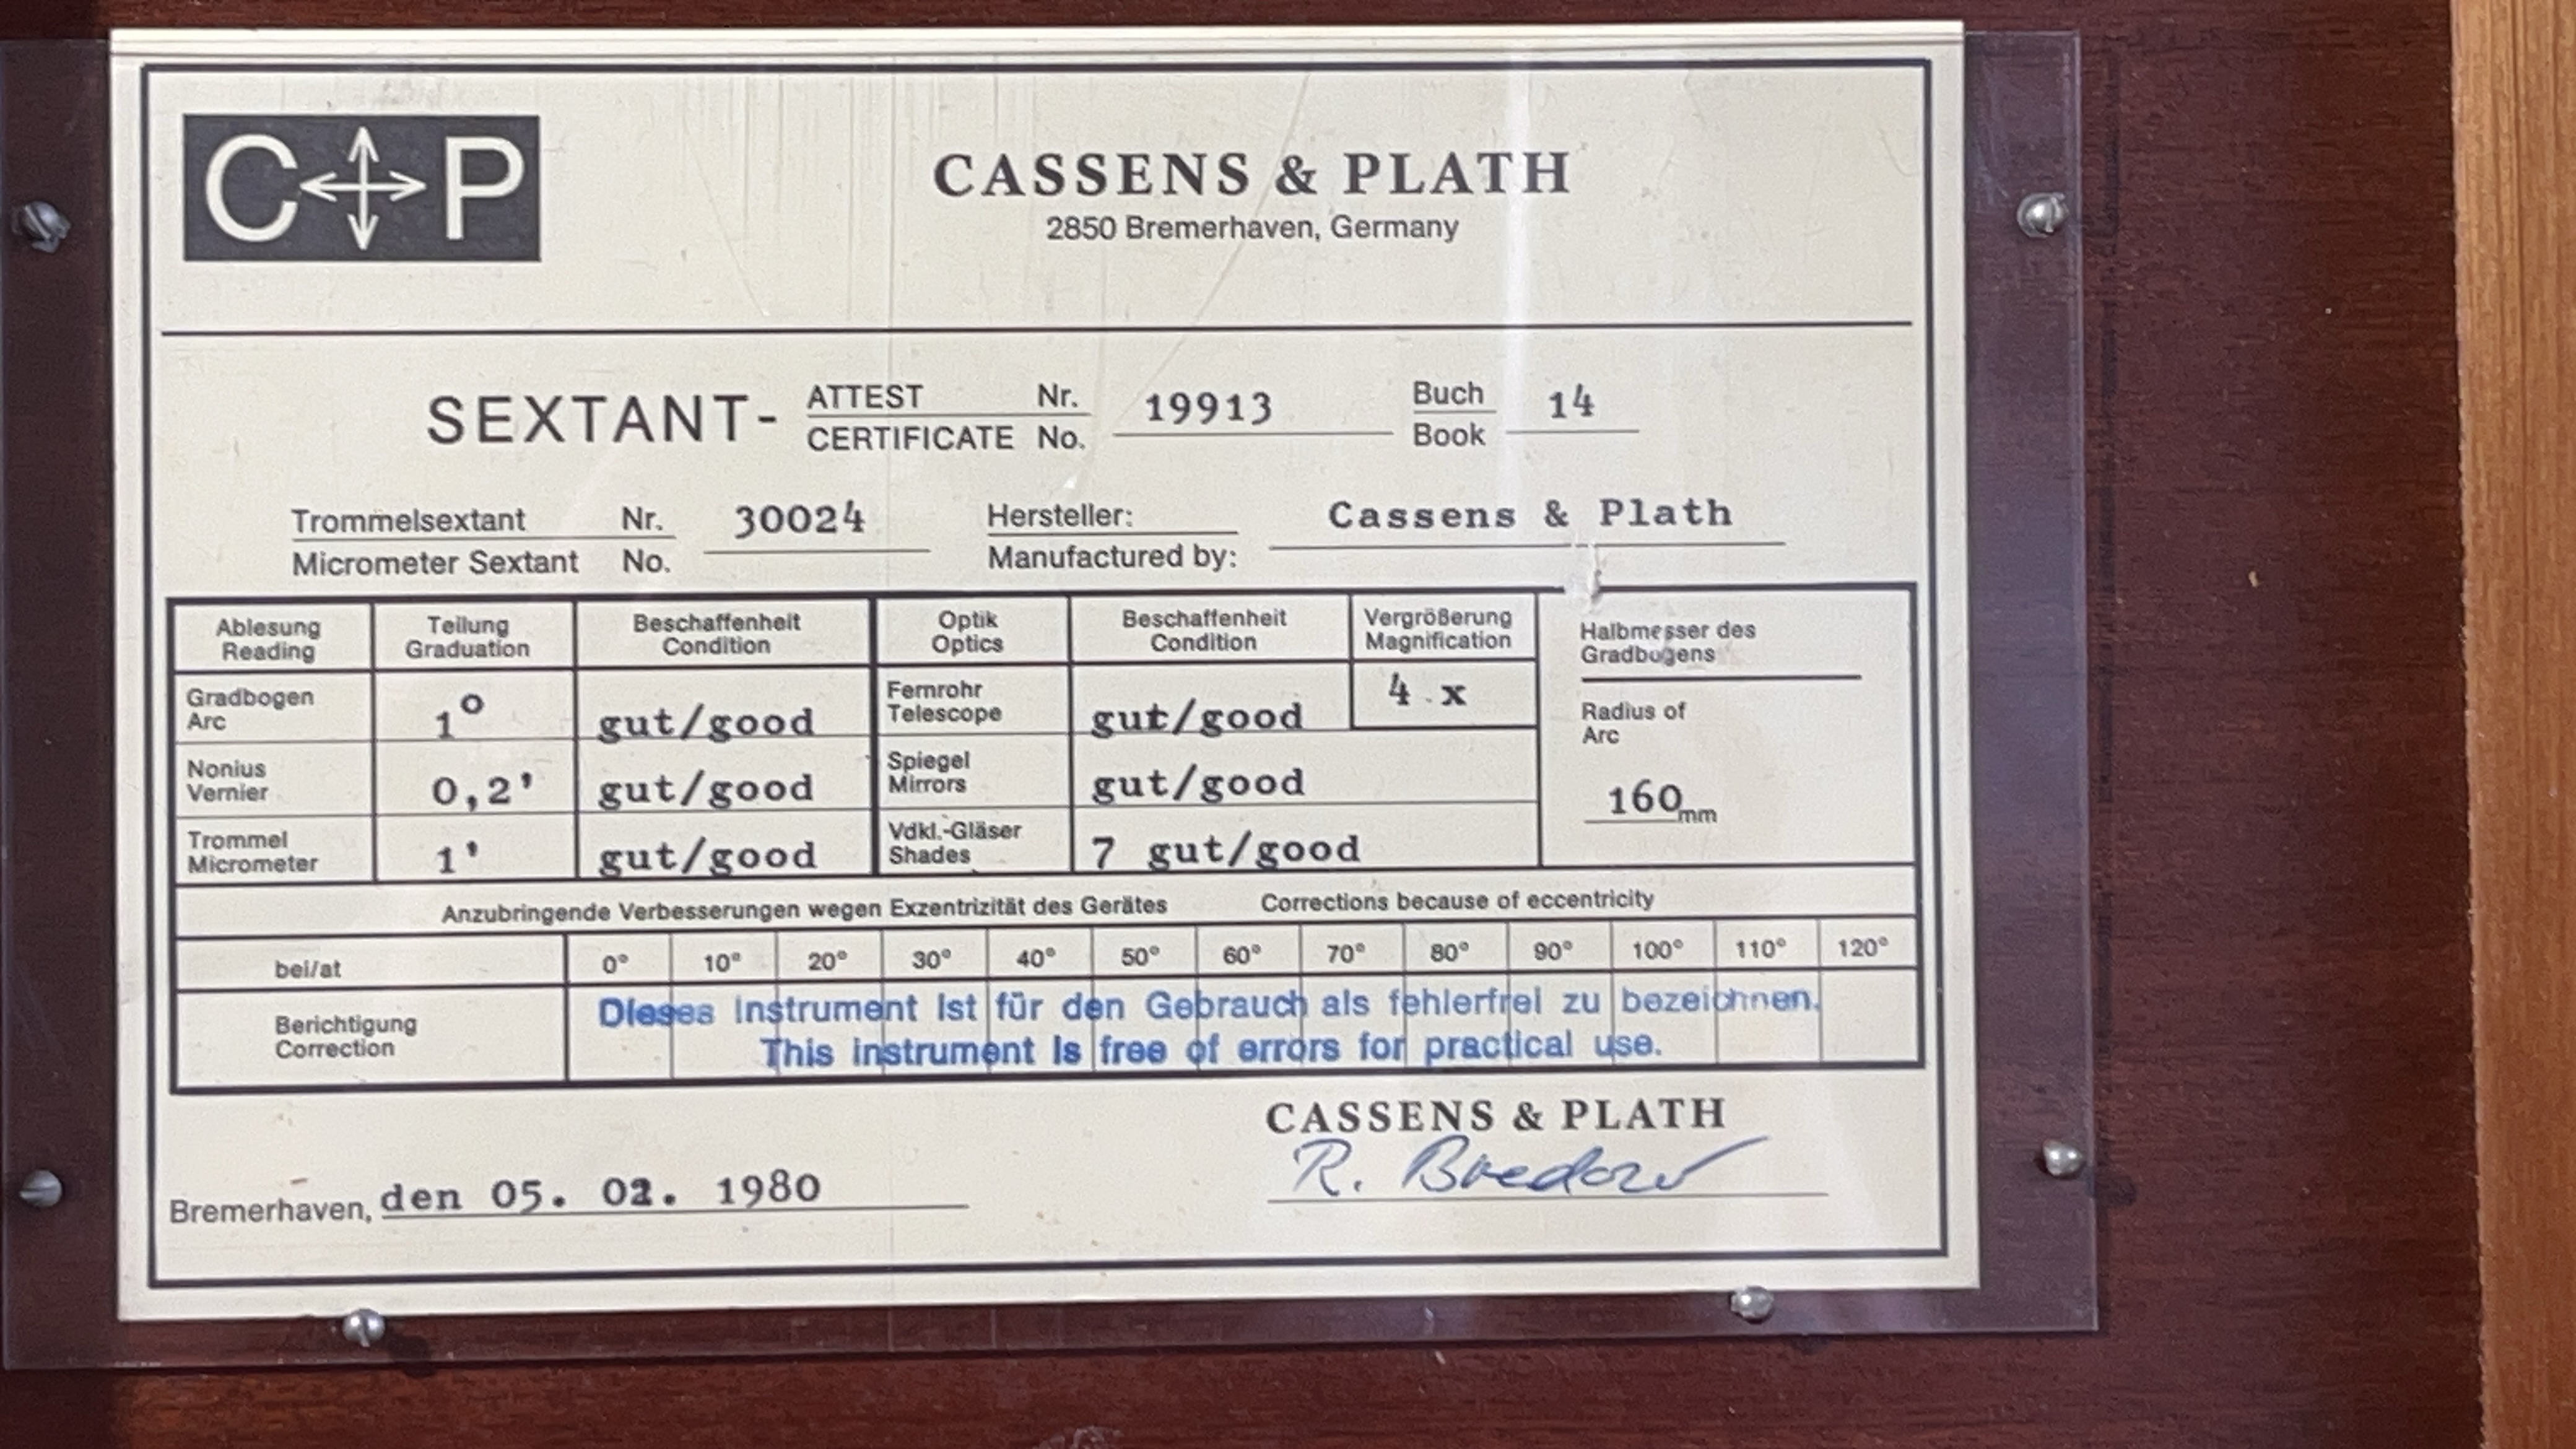 C P
CASSENS & PLATH
2850 Bremerhaven, Germany
SEXTANT- ATTEST Nr. 19913 Buch 14
CERTIFICATE No. Book
Trommelsextant Nr. 30024 Hersteller: Cassens & Plath
Micrometer Sextant No. Manufactured by:
Ablesung Teilung Beschaffenheit Optik Beschaffenheit Vergrößerung Halbmesser des
Reading Graduation Condition Optics Condition Magnification Gradbogens
Gradbogen 1° gut/good Fernrohr gut/good 4 x Radius of
Arc Telescope Arc
Nonius 0,2' gut/good Spiegel gut/good 160 mm
Vernier Mirrors
Trommel 1' gut/good Vdkl.-Gläser 7 gut/good
Micrometer Shades
Anzubringende Verbesserungen wegen Exzentrizität des Gerätes Corrections because of eccentricity
bei/at 0° 10° 20° 30° 40° 50° 60° 70° 80° 90° 100° 110° 120°
Berichtigung Dieses Instrument ist für den Gebrauch als fehlerfrei zu bezeichnen.
Correction This instrument is free of errors for practical use.
CASSENS & PLATH
Bremerhaven, den 05. 02. 1980 R. Bredow